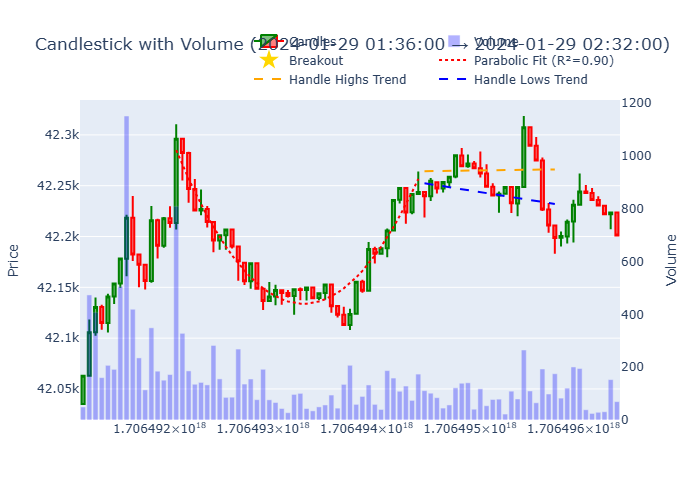 Candlestick with Volume (2024-01-29 01:36:00 → 2024-01-29 02:32:00)
Candles
Volume
Breakout
Parabolic Fit (R²=0.90)
Handle Highs Trend
Handle Lows Trend
1200
42.3k
1000
42.25k
800
42.2k
600
42.15k
400
42.1k
200
42.05k
0
Price
Volume
1.706492×10¹⁸
1.706493×10¹⁸
1.706494×10¹⁸
1.706495×10¹⁸
1.706496×10¹⁸